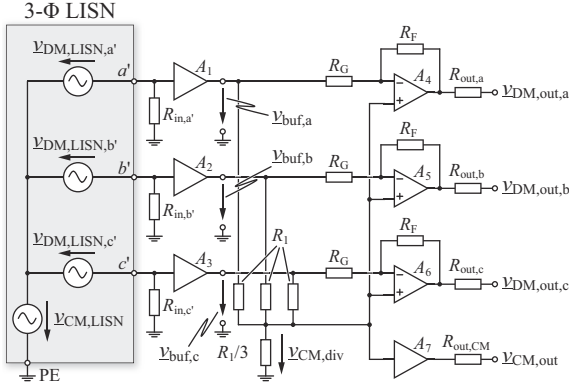 3-Φ LISN
v_DM,LISN,a'
a'
A_1
R_in,a'
v_buf,a
R_G
R_F
A_4
R_out,a
v_DM,out,a
v_DM,LISN,b'
b'
A_2
R_in,b'
v_buf,b
R_G
R_F
A_5
R_out,b
v_DM,out,b
v_DM,LISN,c'
c'
A_3
R_in,c'
v_buf,c
R_1
R_G
R_F
A_6
R_out,c
v_DM,out,c
v_CM,LISN
PE
R_1/3
v_CM,div
A_7
R_out,CM
v_CM,out